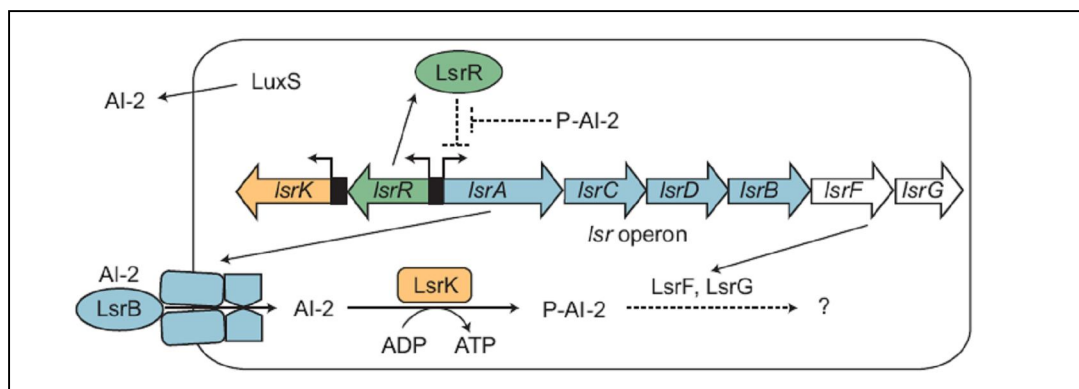 LsrR
LuxS
AI-2
P-AI-2
lsrK lsrR lsrA lsrC lsrD lsrB lsrF lsrG
lsr operon
AI-2
LsrB
AI-2
LsrK
ADP ATP
P-AI-2
LsrF, LsrG
?